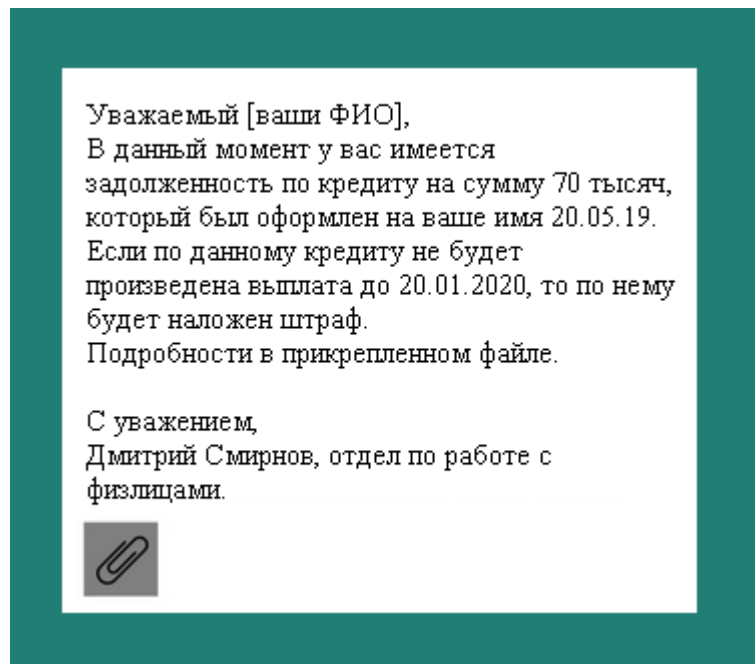 Уважаемый [ваши ФИО],
В данный момент у вас имеется
задолженность по кредиту на сумму 70 тысяч,
который был оформлен на ваше имя 20.05.19.
Если по данному кредиту не будет
произведена выплата до 20.01.2020, то по нему
будет наложен штраф.
Подробности в прикрепленном файле.
С уважением,
Дмитрий Смирнов, отдел по работе с
физлицами.